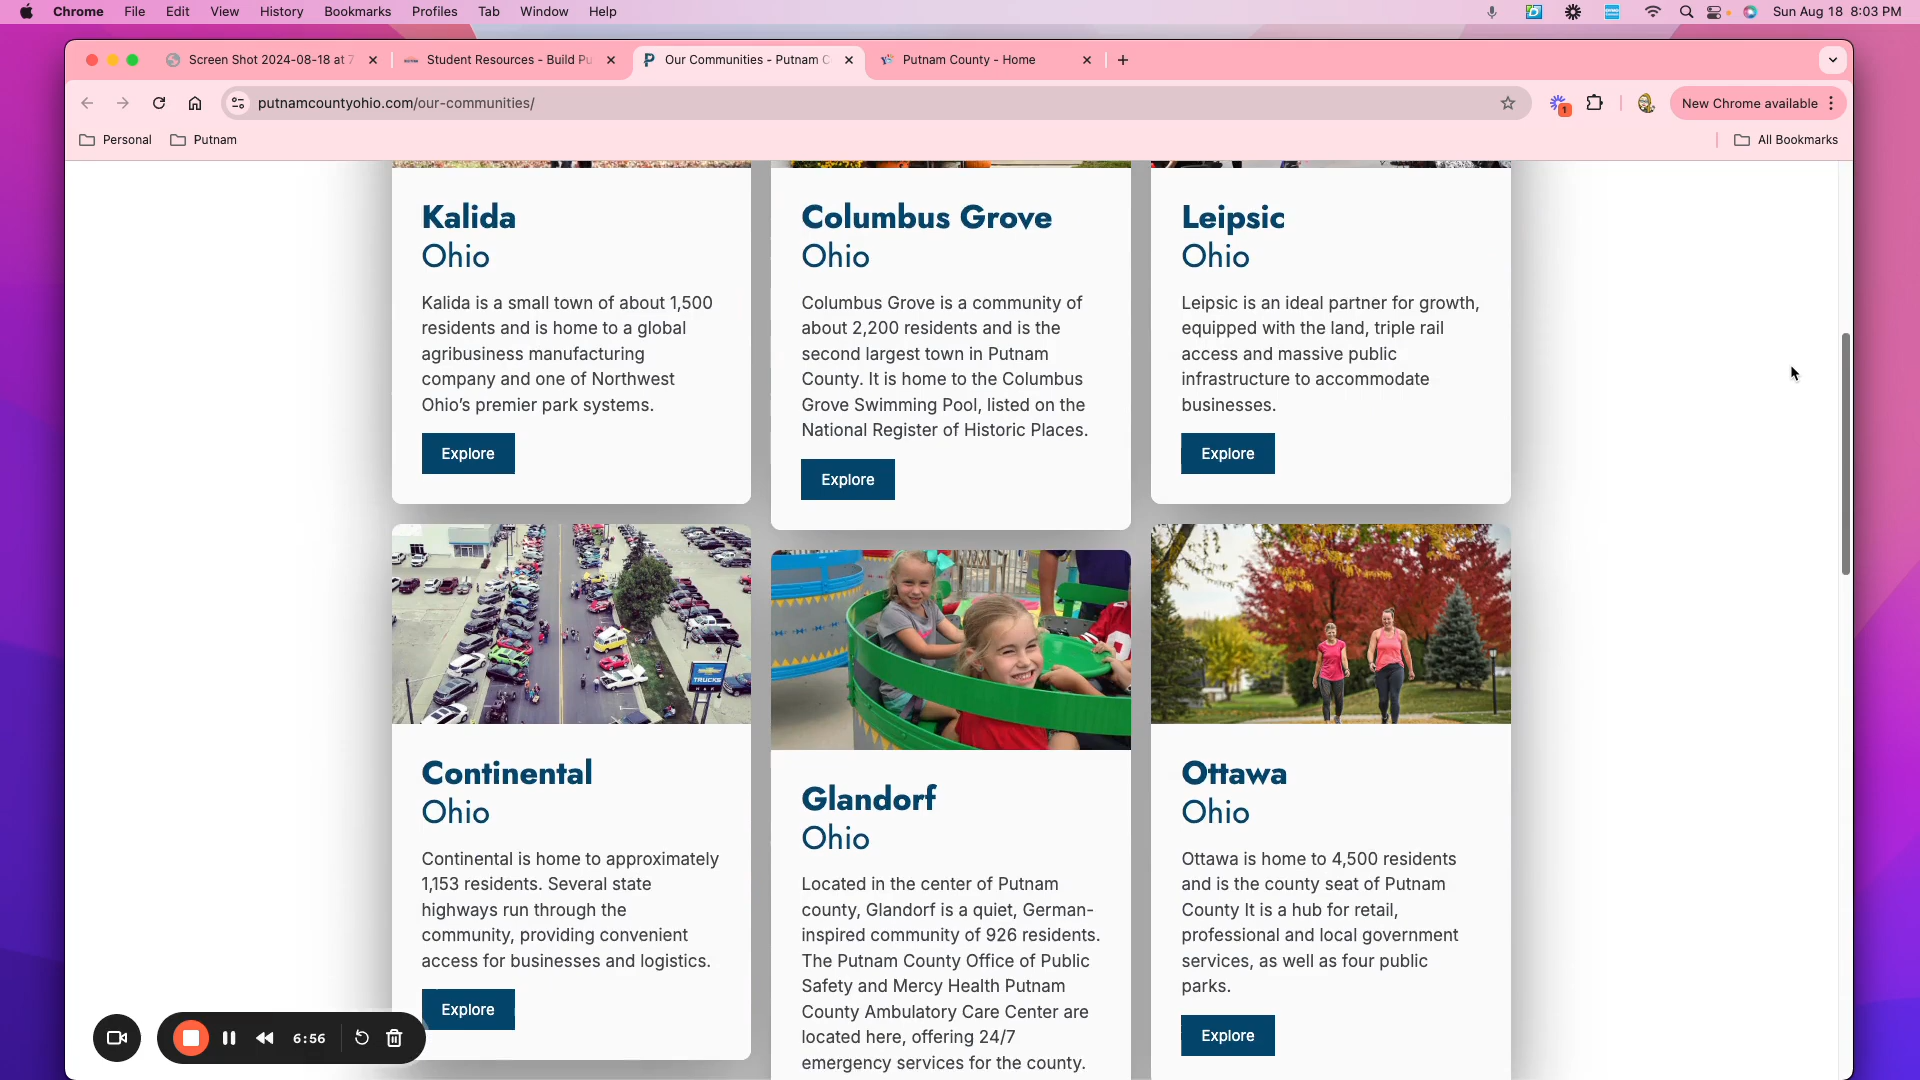 Chrome File Edit View History Bookmarks Profiles Tab Window Help Sun Aug 18 8:03 PM
Screen Shot 2024-08-18 at 7 Student Resources - Build Pu Our Communities - Putnam C Putnam County - Home
putnamcountyohio.com/our-communities/ 1 New Chrome available
Personal Putnam All Bookmarks
Kalida
Ohio
Kalida is a small town of about 1,500
residents and is home to a global
agribusiness manufacturing
company and one of Northwest
Ohio’s premier park systems.
Explore
Columbus Grove
Ohio
Columbus Grove is a community of
about 2,200 residents and is the
second largest town in Putnam
County. It is home to the Columbus
Grove Swimming Pool, listed on the
National Register of Historic Places.
Explore
Leipsic
Ohio
Leipsic is an ideal partner for growth,
equipped with the land, triple rail
access and massive public
infrastructure to accommodate
businesses.
Explore
TRUCKS
Continental
Ohio
Continental is home to approximately
1,153 residents. Several state
highways run through the
community, providing convenient
access for businesses and logistics.
Explore
Glandorf
Ohio
Located in the center of Putnam
county, Glandorf is a quiet, German-
inspired community of 926 residents.
The Putnam County Office of Public
Safety and Mercy Health Putnam
County Ambulatory Care Center are
located here, offering 24/7
emergency services for the county.
Ottawa
Ohio
Ottawa is home to 4,500 residents
and is the county seat of Putnam
County It is a hub for retail,
professional and local government
services, as well as four public
parks.
Explore
6:56